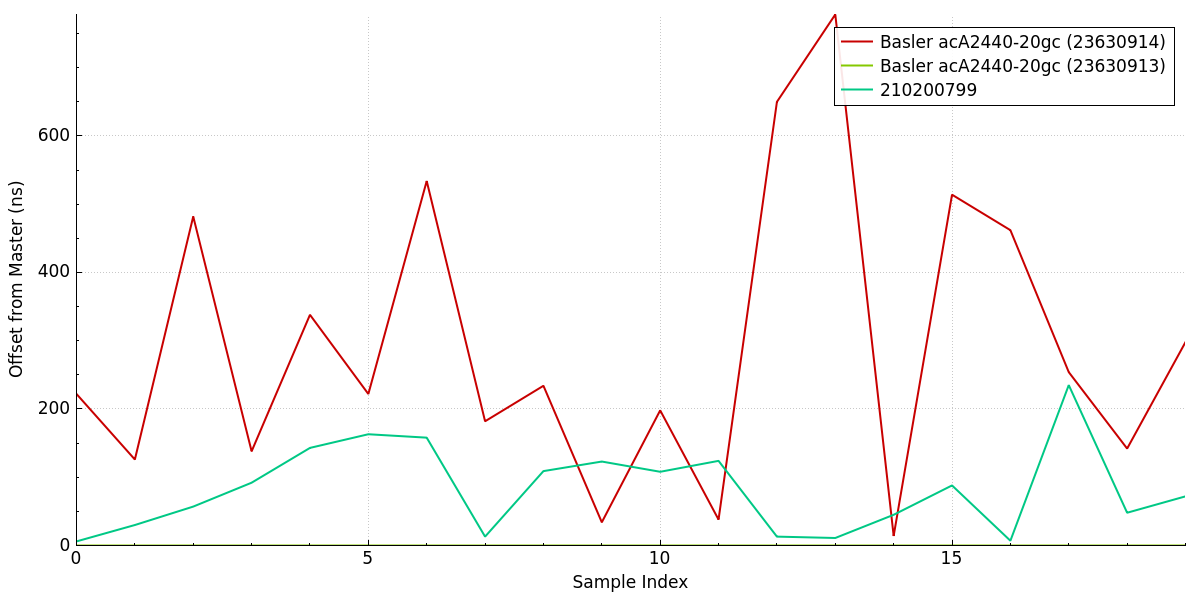 Basler acA2440-20gc (23630914)
Basler acA2440-20gc (23630913)
210200799
Offset from Master (ns)
600
400
200
0
0 5 10 15
Sample Index